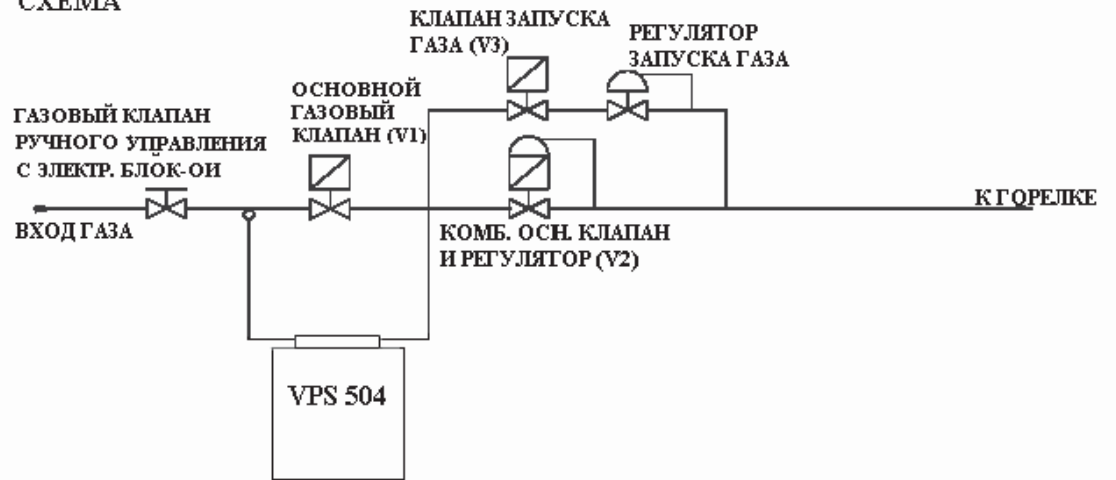 СХЕМА
КЛАПАН ЗАПУСКА
ГАЗА (V3)
РЕГУЛЯТОР
ЗАПУСКА ГАЗА
ОСНОВНОЙ
ГАЗОВЫЙ
КЛАПАН (V1)
ГАЗОВЫЙ КЛАПАН
РУЧНОГО УПРАВЛЕНИЯ
С ЭЛЕКТР. БЛОК-ОЙ
ВХОД ГАЗА
КОМБ. ОСН. КЛАПАН
И РЕГУЛЯТОР (V2)
К ГОРЕЛКЕ
VPS 504